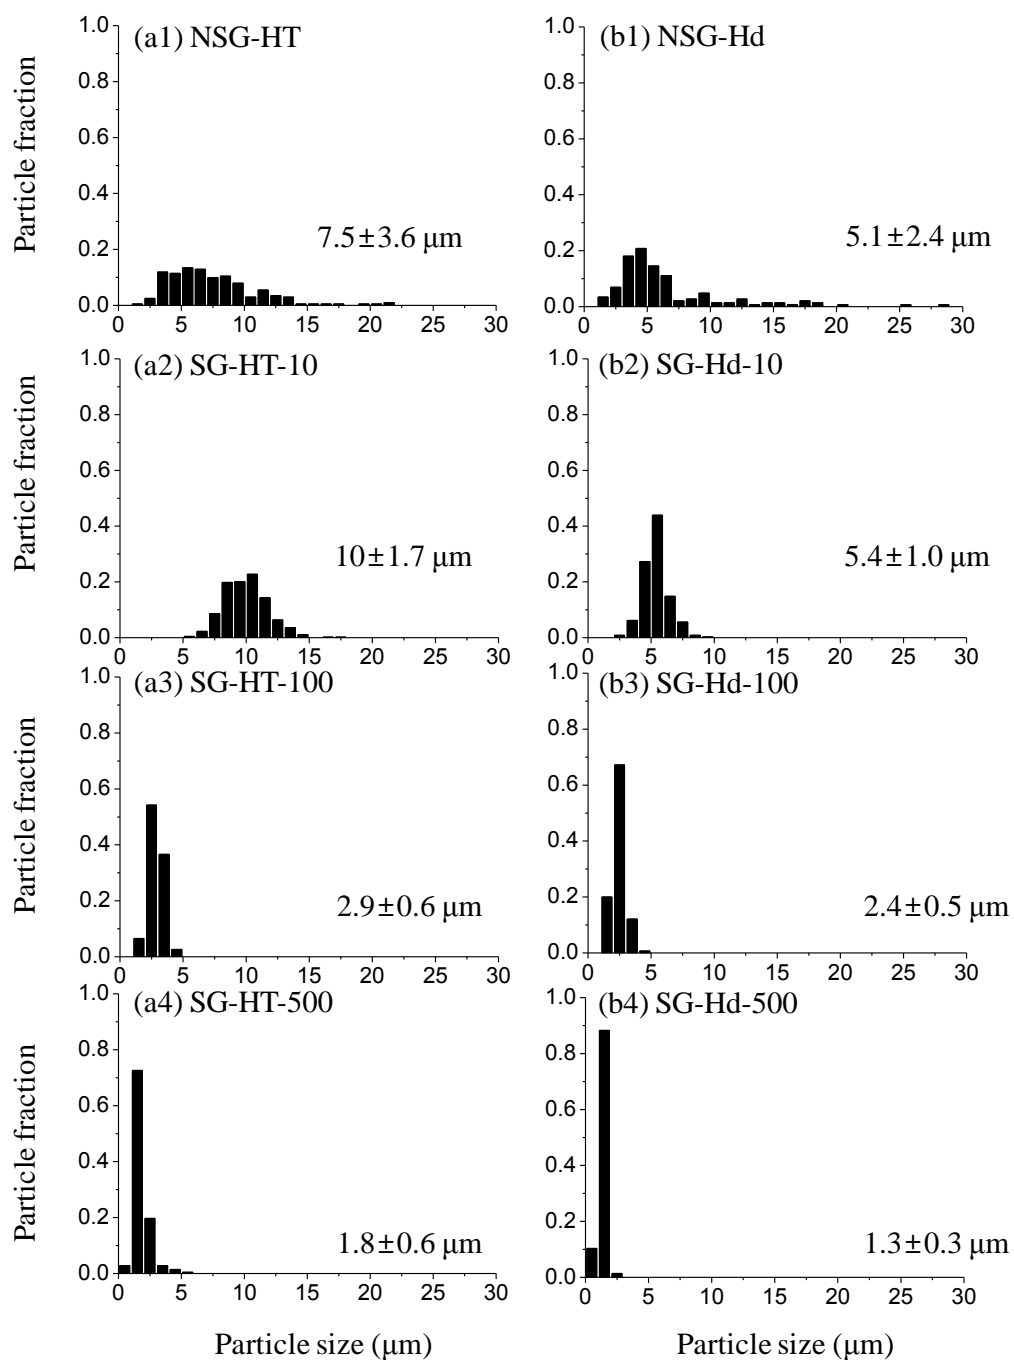 Particle fraction
1.0
0.8
0.6
0.4
0.2
0.0
(a1) NSG-HT
7.5±3.6 μm
0 5 10 15 20 25 30
1.0
0.8
0.6
0.4
0.2
0.0
(b1) NSG-Hd
5.1±2.4 μm
0 5 10 15 20 25 30
Particle fraction
1.0
0.8
0.6
0.4
0.2
0.0
(a2) SG-HT-10
10±1.7 μm
0 5 10 15 20 25 30
1.0
0.8
0.6
0.4
0.2
0.0
(b2) SG-Hd-10
5.4±1.0 μm
0 5 10 15 20 25 30
Particle fraction
1.0
0.8
0.6
0.4
0.2
0.0
(a3) SG-HT-100
2.9±0.6 μm
0 5 10 15 20 25 30
1.0
0.8
0.6
0.4
0.2
0.0
(b3) SG-Hd-100
2.4±0.5 μm
0 5 10 15 20 25 30
Particle fraction
1.0
0.8
0.6
0.4
0.2
0.0
(a4) SG-HT-500
1.8±0.6 μm
0 5 10 15 20 25 30
Particle size (μm)
1.0
0.8
0.6
0.4
0.2
0.0
(b4) SG-Hd-500
1.3±0.3 μm
0 5 10 15 20 25 30
Particle size (μm)